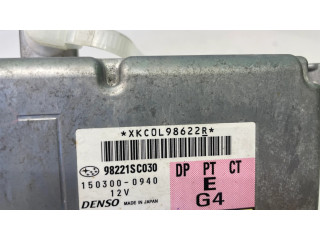 *XKC0L98622R*
98221SC030
DP PT CT
150300-0940
E
12V
G4
DENSO MADE IN JAPAN